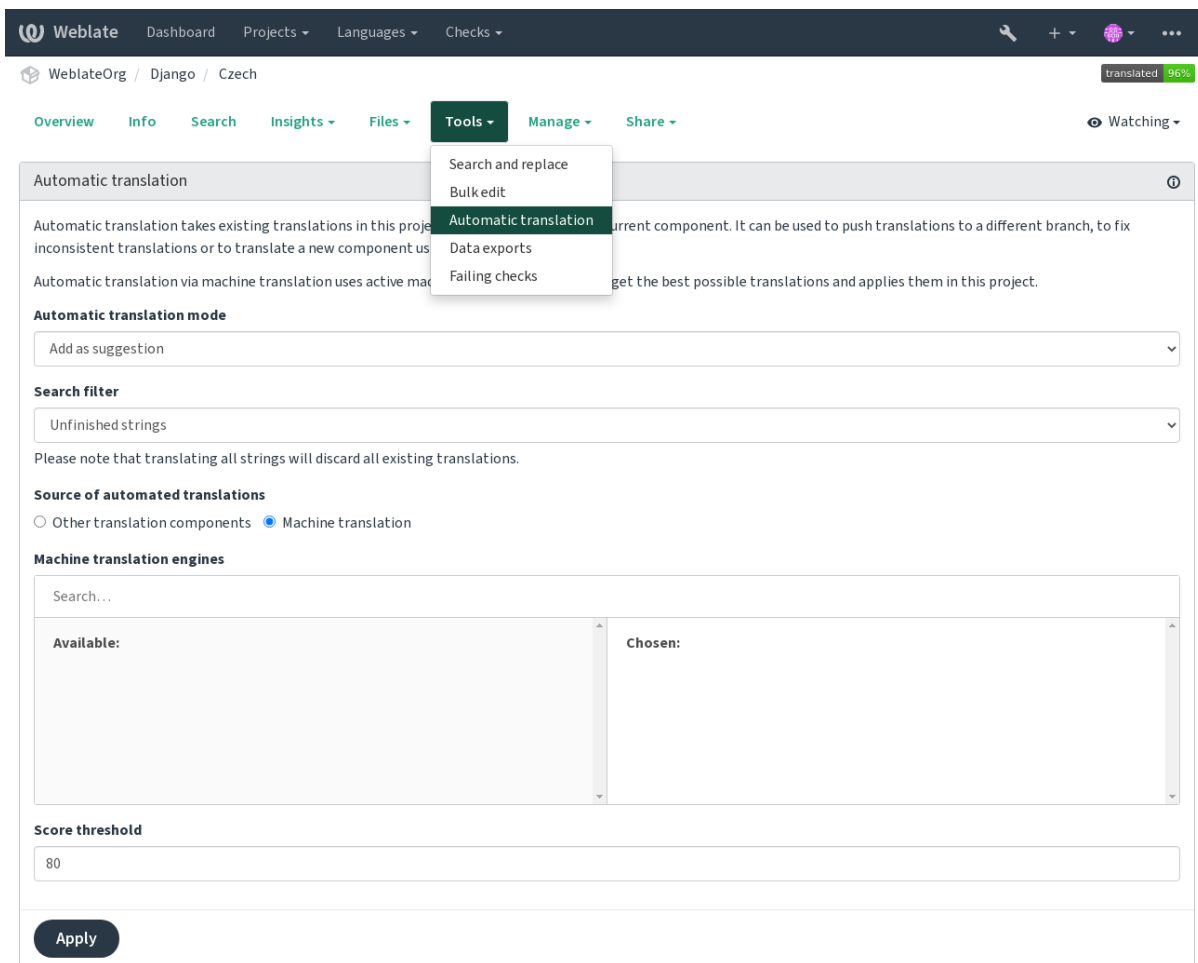 Weblate Dashboard Projects Languages Checks
WeblateOrg / Django / Czech translated 96%
Overview Info Search Insights Files Tools Manage Share Watching
Search and replace
Bulk edit
Automatic translation
Data exports
Failing checks
Automatic translation
Automatic translation takes existing translations in this proje urrent component. It can be used to push translations to a different branch, to fix
inconsistent translations or to translate a new component us
Automatic translation via machine translation uses active mac get the best possible translations and applies them in this project.
Automatic translation mode
Add as suggestion
Search filter
Unfinished strings
Please note that translating all strings will discard all existing translations.
Source of automated translations
Other translation components Machine translation
Machine translation engines
Search…
Available: Chosen:
Score threshold
80
Apply